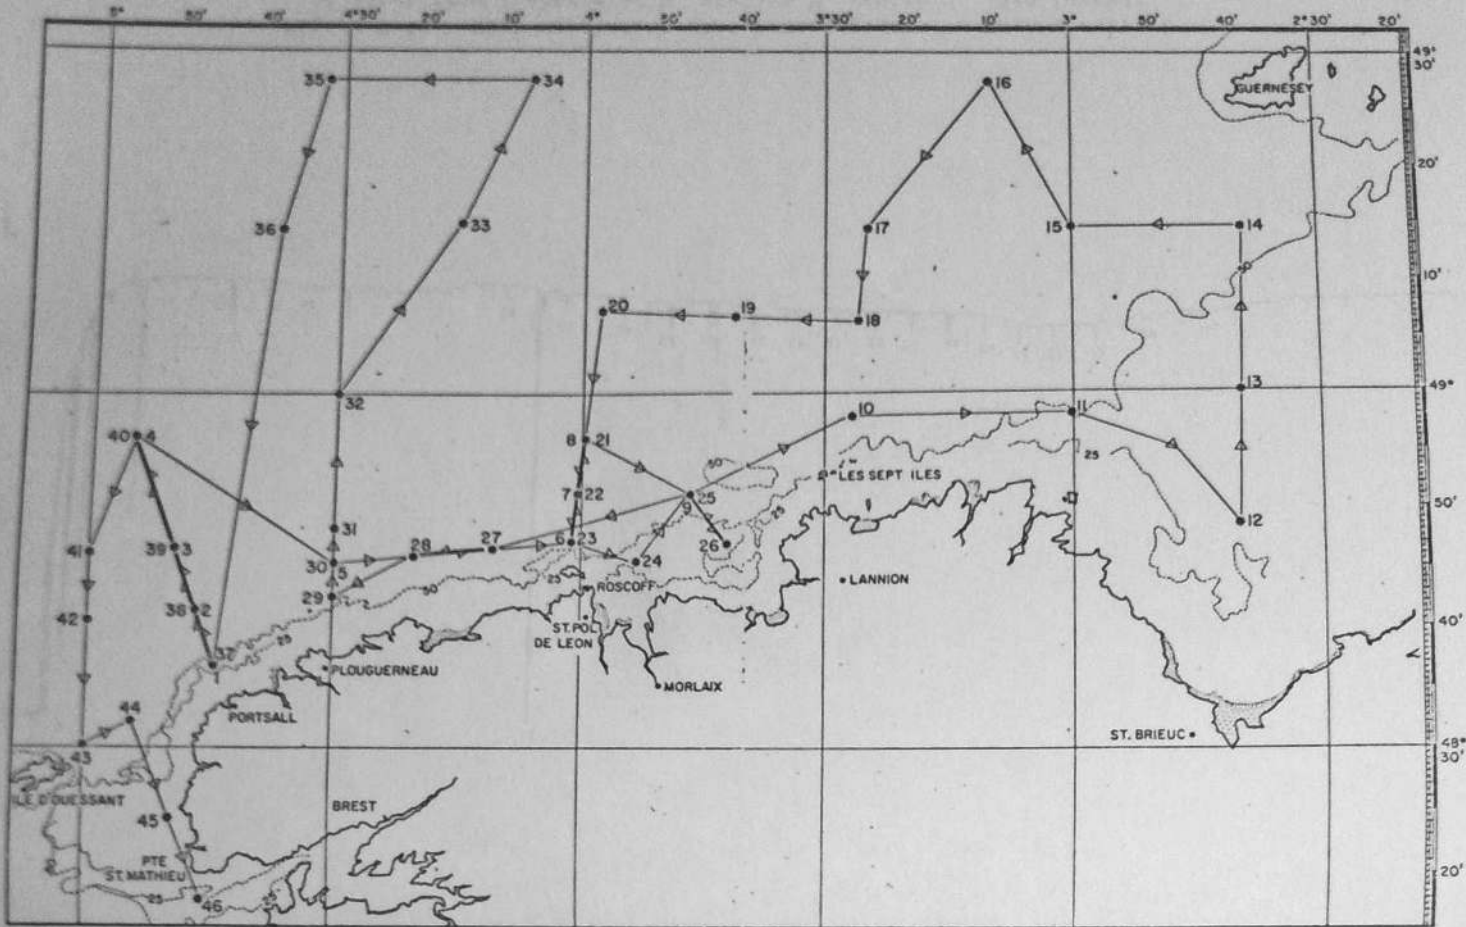 5° 50' 40' 4°30' 20' 10' 4° 50' 40' 3°30' 20' 10' 3° 50' 40' 2°30' 20'
49° 30'
35 34 16
GUERNESEY
20'
36 33 17 15 14
10'
20 19 18
32 13 49°
10 11
40 4 8 21
50 25
LES SEPT ILES
7 22 25 9 25
50'
31 12
41 39 3 28 27 6 23 26
30 5 24
25
29 50 ROSCOFF LANNION
42 38 2
ST. POL DE LEON
40'
25 37
PLOUGUERNEAU
MORLAIX
44 PORTSALL
ST. BRIEUC
43 48° 30'
ILE D'OUESSANT
BREST
45
PTE ST. MATHIEU
20'
25 46 25